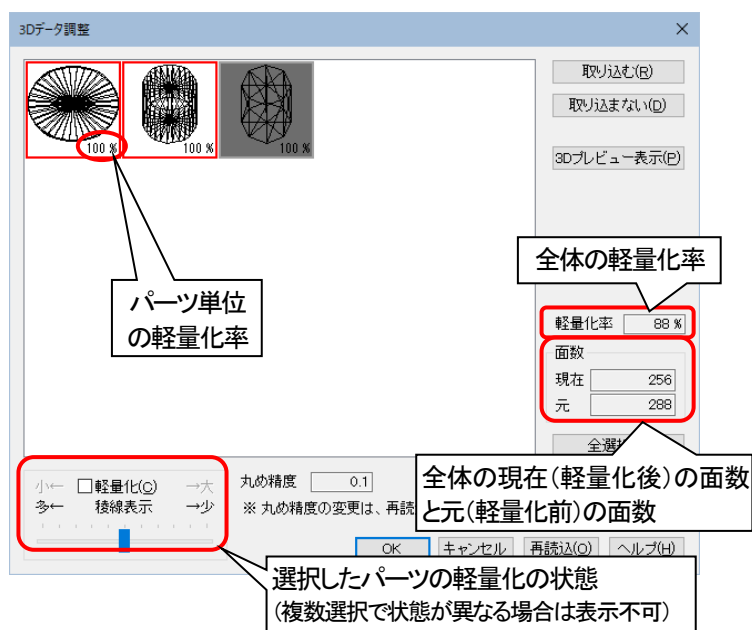 3Dデータ調整
100 %
100 %
100 %
取り込む(R)
取り込まない(D)
3Dプレビュー表示(P)
全体の軽量化率
パーツ単位
の軽量化率
軽量化率 88 %
面数
現在 256
元 288
全選
小← □軽量化(C) →大
多← 稜線表示 →少
丸め精度 0.1
※ 丸め精度の変更は、再読
全体の現在(軽量化後)の面数
と元(軽量化前)の面数
OK キャンセル 再読込(O) ヘルプ(H)
選択したパーツの軽量化の状態
(複数選択で状態が異なる場合は表示不可)